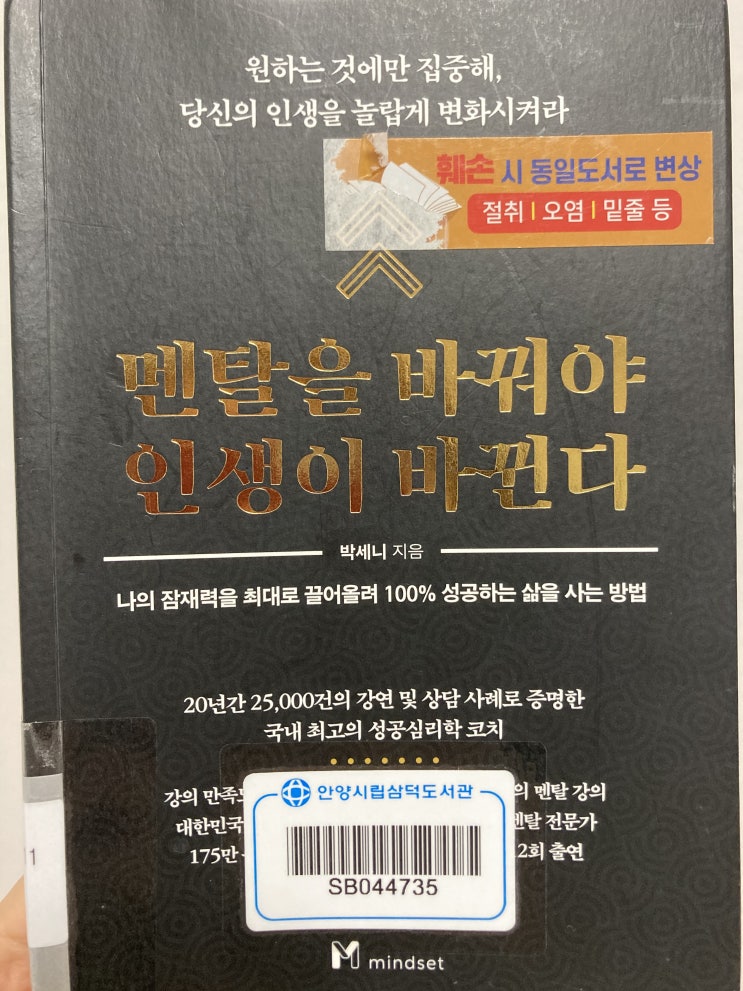 원하는 것에만 집중해,
당신의 인생을 놀랍게 변화시켜라
훼손 시 동일도서로 변상
절취 | 오염 | 밑줄 등
멘탈을 바꿔야
인생이 바뀐다
박세니 지음
나의 잠재력을 최대로 끌어올려 100% 성공하는 삶을 사는 방법
20년간 25,000건의 강연 및 상담 사례로 증명한
국내 최고의 성공심리학 코치
강의 만족도 의 멘탈 강의
대한민국 멘탈 전문가
175만 12회 출연
안양시립삼덕도서관
SB044735
M mindset